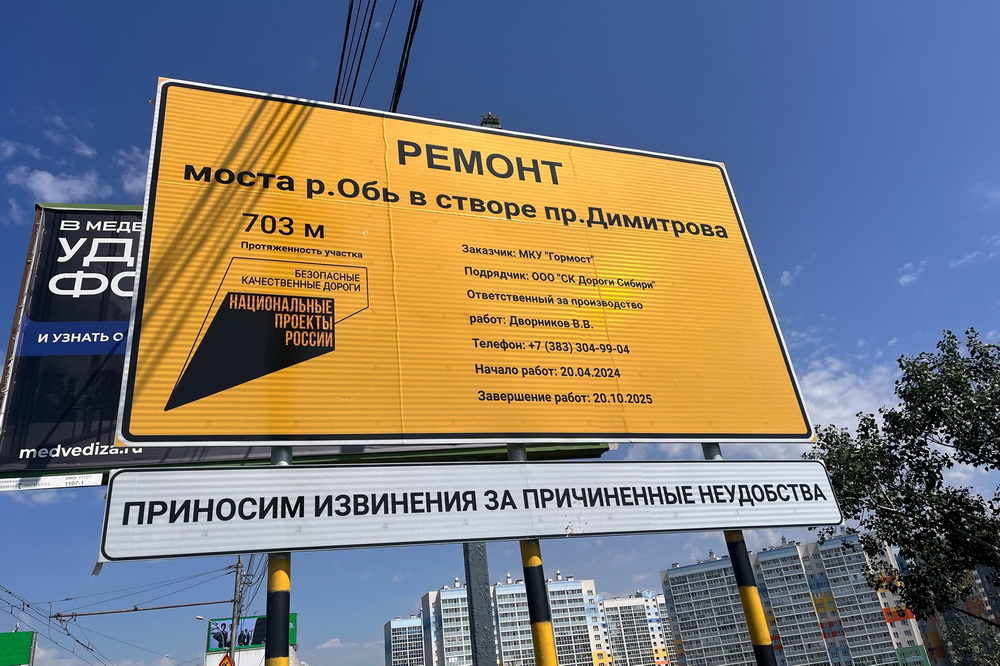 РЕМОНТ
моста р.Обь в створе пр.Димитрова
703 м
Протяженность участка
БЕЗОПАСНЫЕ
КАЧЕСТВЕННЫЕ ДОРОГИ
НАЦИОНАЛЬНЫЕ
ПРОЕКТЫ
РОССИИ
Заказчик: МКУ "Гормост"
Подрядчик: ООО "СК Дороги Сибири"
Ответственный за производство
работ: Дворников В.В.
Телефон: +7 (383) 304-99-04
Начало работ: 20.04.2024
Завершение работ: 20.10.2025
ПРИНОСИМ ИЗВИНЕНИЯ ЗА ПРИЧИНЕННЫЕ НЕУДОБСТВА
В МЕДЕ
УД
ФО
И УЗНАТЬ О
medvediza.ru
1107-1